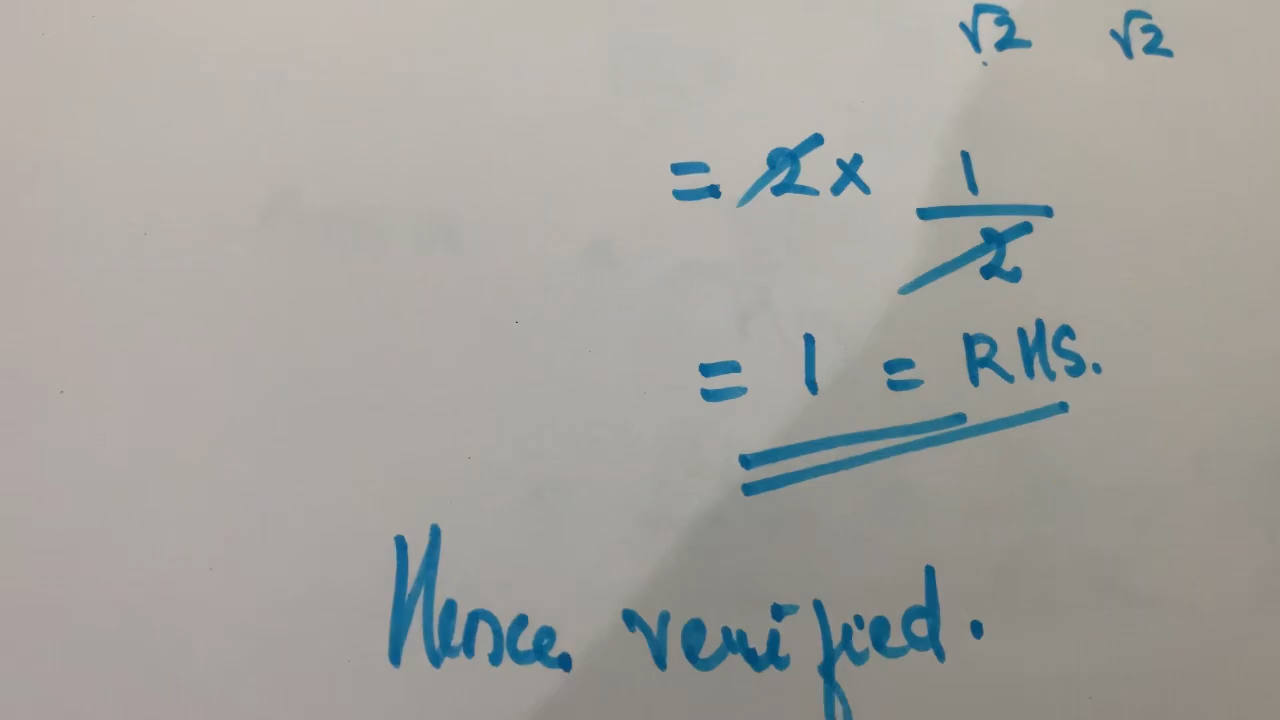 √2 √2
= 2 x 1/2
= 1 = RHS.
Hence verified.